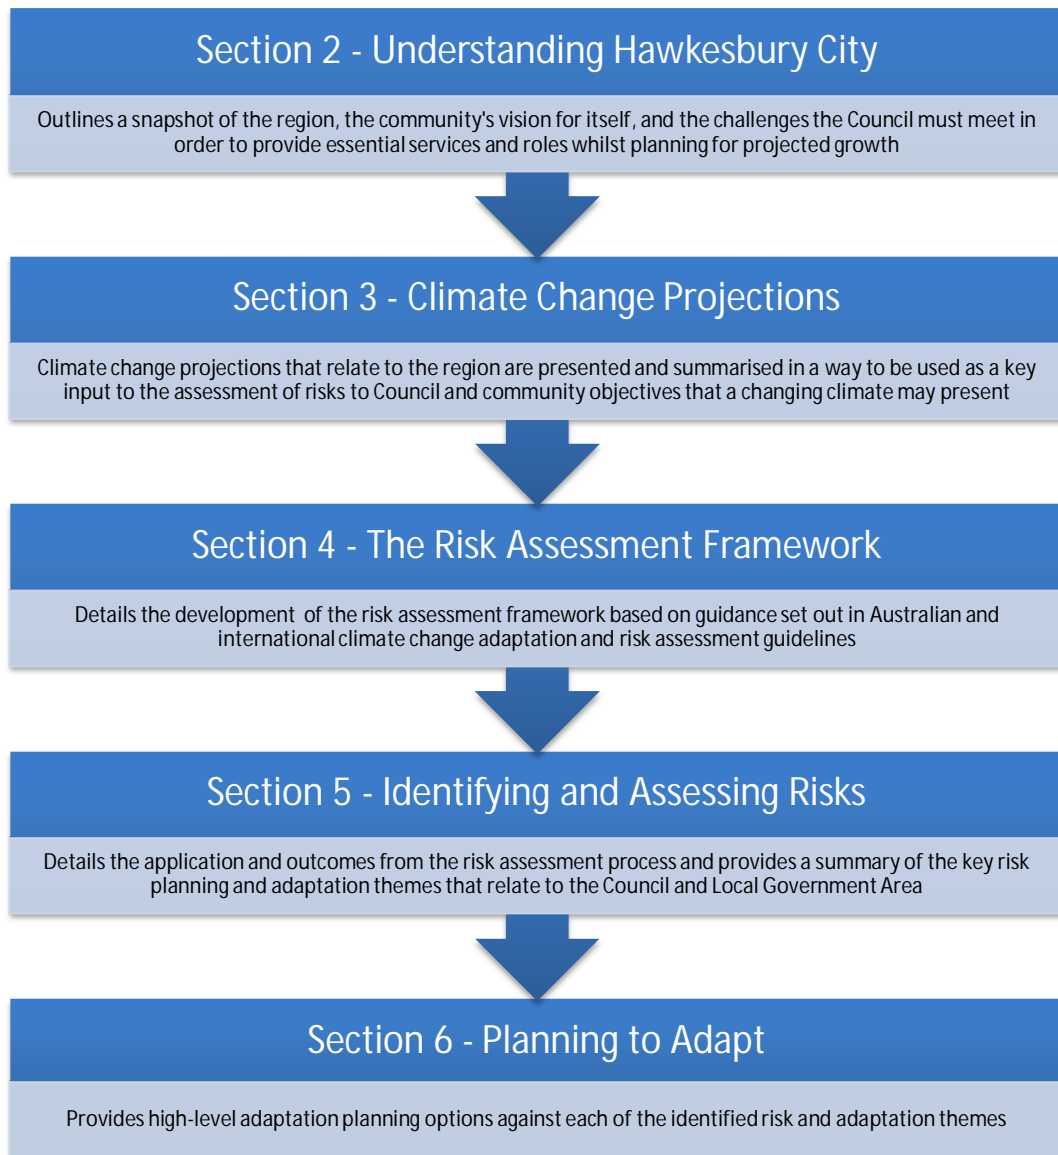 Section 2 - Understanding Hawkesbury City
Outlines a snapshot of the region, the community's vision for itself, and the challenges the Council must meet in
order to provide essential services and roles whilst planning for projected growth
Section 3 - Climate Change Projections
Climate change projections that relate to the region are presented and summarised in a way to be used as a key
input to the assessment of risks to Council and community objectives that a changing climate may present
Section 4 - The Risk Assessment Framework
Details the development of the risk assessment framework based on guidance set out in Australian and
international climate change adaptation and risk assessment guidelines
Section 5 - Identifying and Assessing Risks
Details the application and outcomes from the risk assessment process and provides a summary of the key risk
planning and adaptation themes that relate to the Council and Local Government Area
Section 6 - Planning to Adapt
Provides high-level adaptation planning options against each of the identified risk and adaptation themes